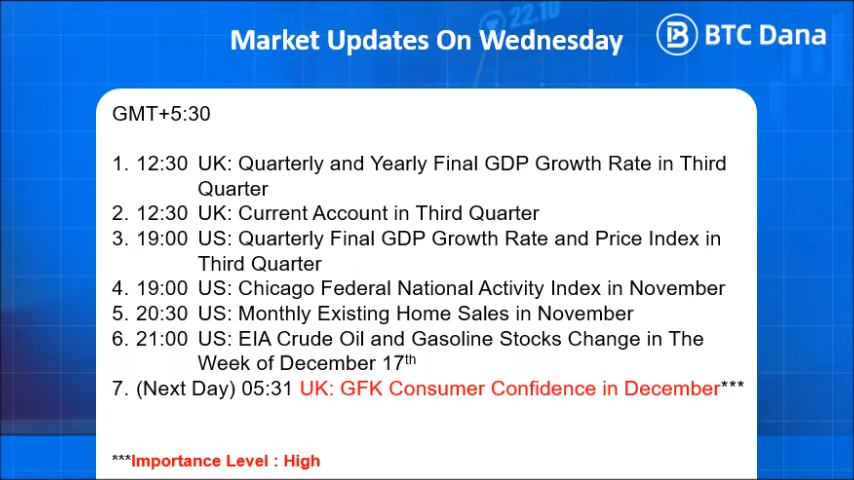 22.10
Market Updates On Wednesday
BTC Dana
GMT+5:30
1. 12:30 UK: Quarterly and Yearly Final GDP Growth Rate in Third
Quarter
2. 12:30 UK: Current Account in Third Quarter
3. 19:00 US: Quarterly Final GDP Growth Rate and Price Index in
Third Quarter
4. 19:00 US: Chicago Federal National Activity Index in November
5. 20:30 US: Monthly Existing Home Sales in November
6. 21:00 US: EIA Crude Oil and Gasoline Stocks Change in The
Week of December 17th
7. (Next Day) 05:31 UK: GFK Consumer Confidence in December***
***Importance Level : High